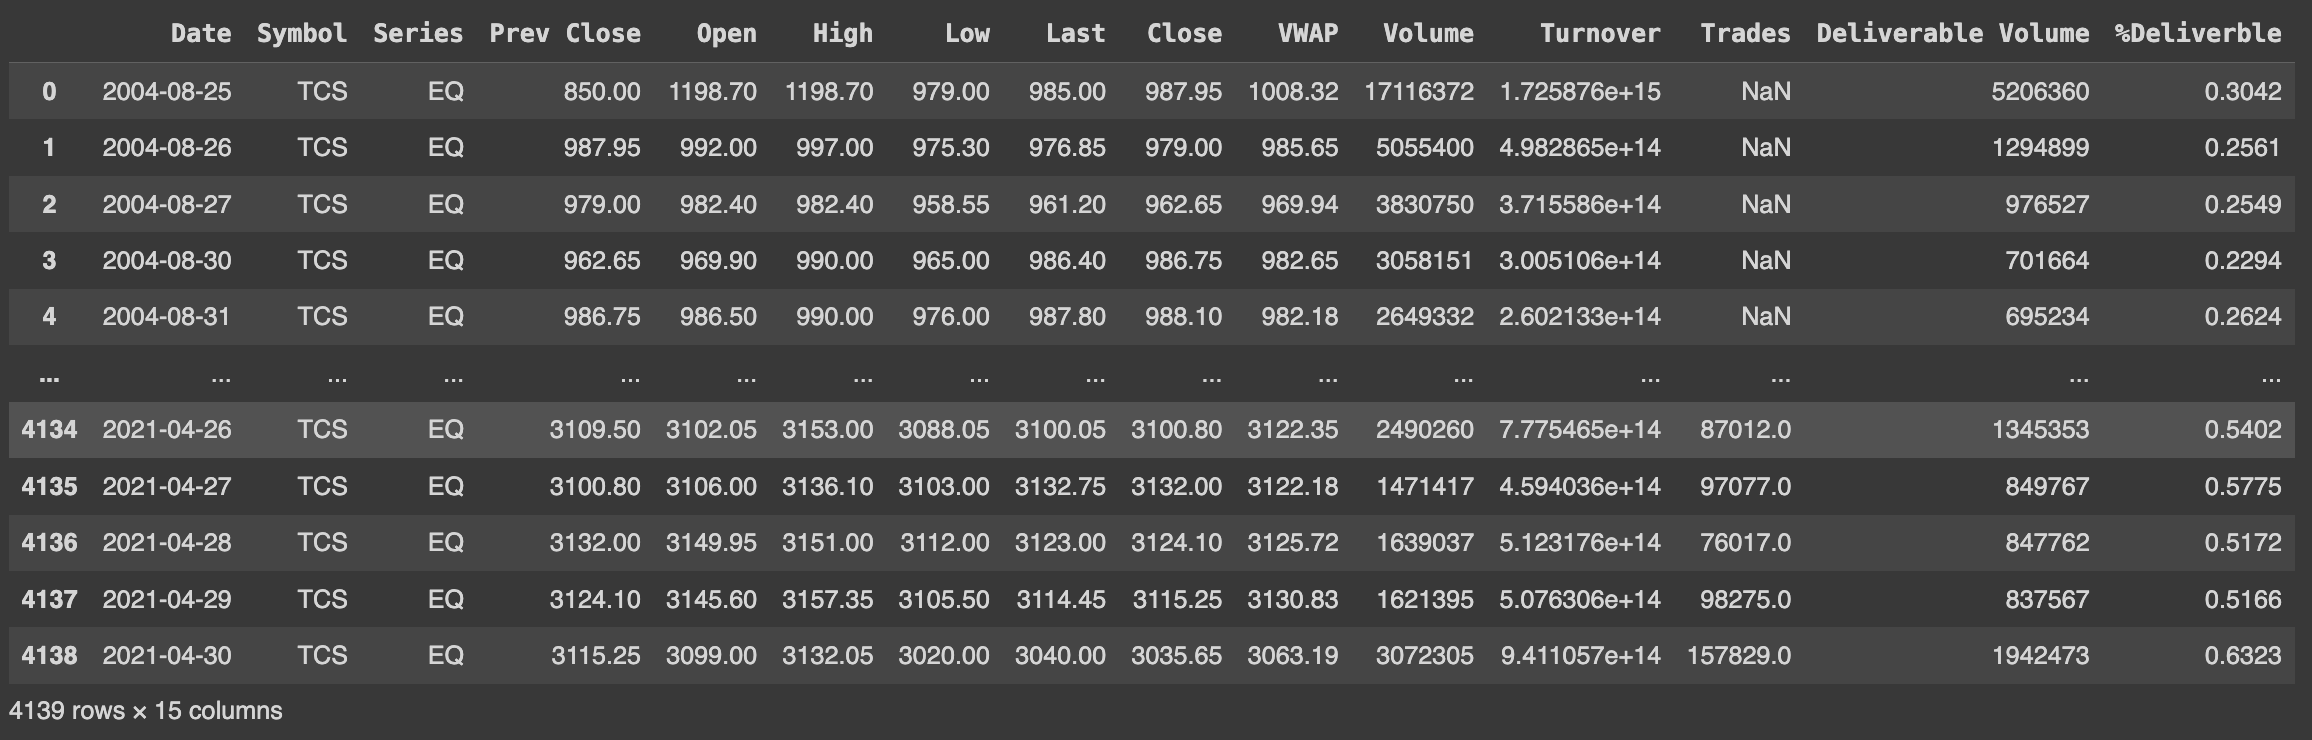 Date Symbol Series Prev Close Open High Low Last Close VWAP Volume Turnover Trades Deliverable Volume %Deliverble
0 2004-08-25 TCS EQ 850.00 1198.70 1198.70 979.00 985.00 987.95 1008.32 17116372 1.725876e+15 NaN 5206360 0.3042
1 2004-08-26 TCS EQ 987.95 992.00 997.00 975.30 976.85 979.00 985.65 5055400 4.982865e+14 NaN 1294899 0.2561
2 2004-08-27 TCS EQ 979.00 982.40 982.40 958.55 961.20 962.65 969.94 3830750 3.715586e+14 NaN 976527 0.2549
3 2004-08-30 TCS EQ 962.65 969.90 990.00 965.00 986.40 986.75 982.65 3058151 3.005106e+14 NaN 701664 0.2294
4 2004-08-31 TCS EQ 986.75 986.50 990.00 976.00 987.80 988.10 982.18 2649332 2.602133e+14 NaN 695234 0.2624
... ... ... ... ... ... ... ... ... ... ... ... ... ... ... ...
4134 2021-04-26 TCS EQ 3109.50 3102.05 3153.00 3088.05 3100.05 3100.80 3122.35 2490260 7.775465e+14 87012.0 1345353 0.5402
4135 2021-04-27 TCS EQ 3100.80 3106.00 3136.10 3103.00 3132.75 3132.00 3122.18 1471417 4.594036e+14 97077.0 849767 0.5775
4136 2021-04-28 TCS EQ 3132.00 3149.95 3151.00 3112.00 3123.00 3124.10 3125.72 1639037 5.123176e+14 76017.0 847762 0.5172
4137 2021-04-29 TCS EQ 3124.10 3145.60 3157.35 3105.50 3114.45 3115.25 3130.83 1621395 5.076306e+14 98275.0 837567 0.5166
4138 2021-04-30 TCS EQ 3115.25 3099.00 3132.05 3020.00 3040.00 3035.65 3063.19 3072305 9.411057e+14 157829.0 1942473 0.6323
4139 rows × 15 columns